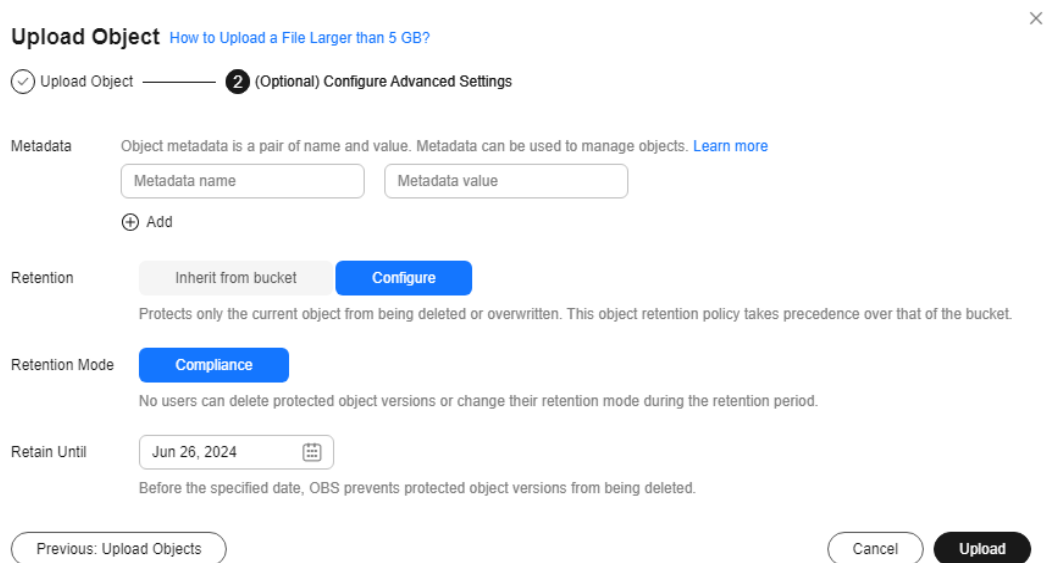 Upload Object How to Upload a File Larger than 5 GB?
Upload Object 2 (Optional) Configure Advanced Settings
Metadata Object metadata is a pair of name and value. Metadata can be used to manage objects. Learn more
Metadata name Metadata value
Add
Retention Inherit from bucket Configure
Protects only the current object from being deleted or overwritten. This object retention policy takes precedence over that of the bucket.
Retention Mode Compliance
No users can delete protected object versions or change their retention mode during the retention period.
Retain Until Jun 26, 2024
Before the specified date, OBS prevents protected object versions from being deleted.
Previous: Upload Objects Cancel Upload